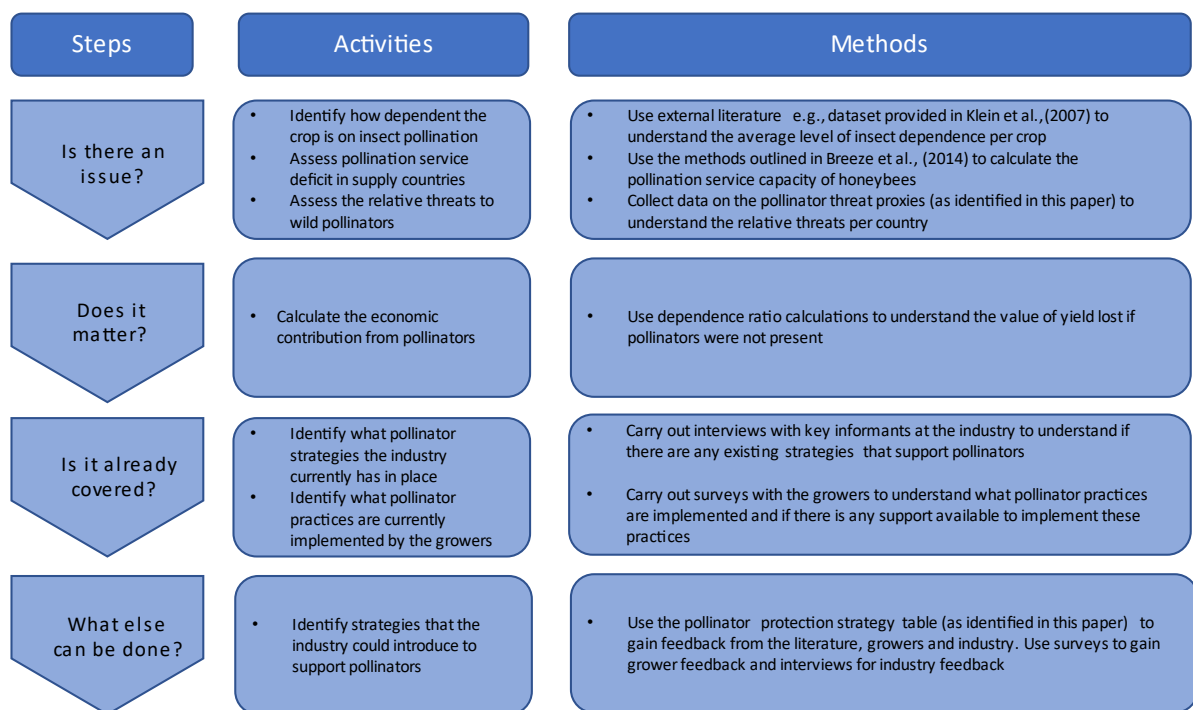 Steps
Activities
Methods
Is there an
issue?
• Identify how dependent the
crop is on insect pollination
• Assess pollination service
deficit in supply countries
• Assess the relative threats to
wild pollinators
• Use external literature e.g., dataset provided in Klein et al.,(2007) to
understand the average level of insect dependence per crop
• Use the methods outlined in Breeze et al., (2014) to calculate the
pollination service capacity of honeybees
• Collect data on the pollinator threat proxies (as identified in this paper) to
understand the relative threats per country
Does it
matter?
• Calculate the economic
contribution from pollinators
• Use dependence ratio calculations to understand the value of yield lost if
pollinators were not present
Is it already
covered?
• Identify what pollinator
strategies the industry
currently has in place
• Identify what pollinator
practices are currently
implemented by the growers
• Carry out interviews with key informants at the industry to understand if
there are any existing strategies that support pollinators
• Carry out surveys with the growers to understand what pollinator practices
are implemented and if there is any support available to implement these
practices
What else
can be done?
• Identify strategies that the
industry could introduce to
support pollinators
• Use the pollinator protection strategy table (as identified in this paper) to
gain feedback from the literature, growers and industry. Use surveys to gain
grower feedback and interviews for industry feedback